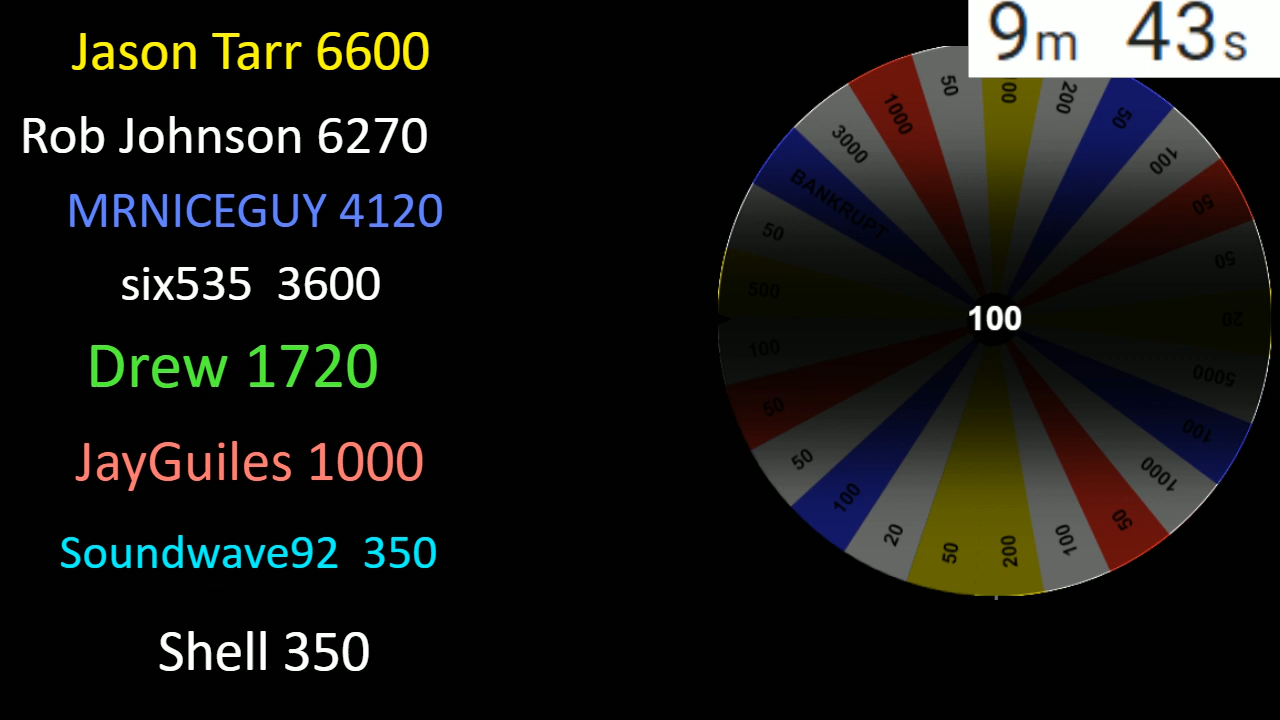 Jason Tarr 6600
Rob Johnson 6270
MRNICEGUY 4120
six535 3600
Drew 1720
JayGuiles 1000
Soundwave92 350
Shell 350
9m 43s
100
50
200
50
100
50
50
20
5000
100
1000
50
100
200
50
20
100
50
50
100
500
50
BANKRUPT
3000
1000